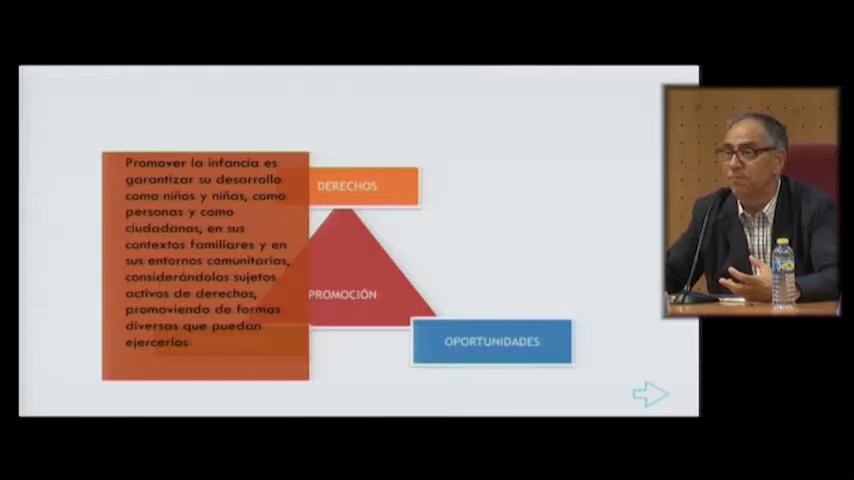 Promover la infancia es
garantizar su desarrollo
como niños y niñas, como
personas y como
ciudadanas, en sus
contextos familiares y en
sus entornos comunitarios,
considerándolos sujetos
activos de derechos,
promoviendo de formas
diversas que puedan
ejercerlos
DERECHOS
PROMOCIÓN
OPORTUNIDADES